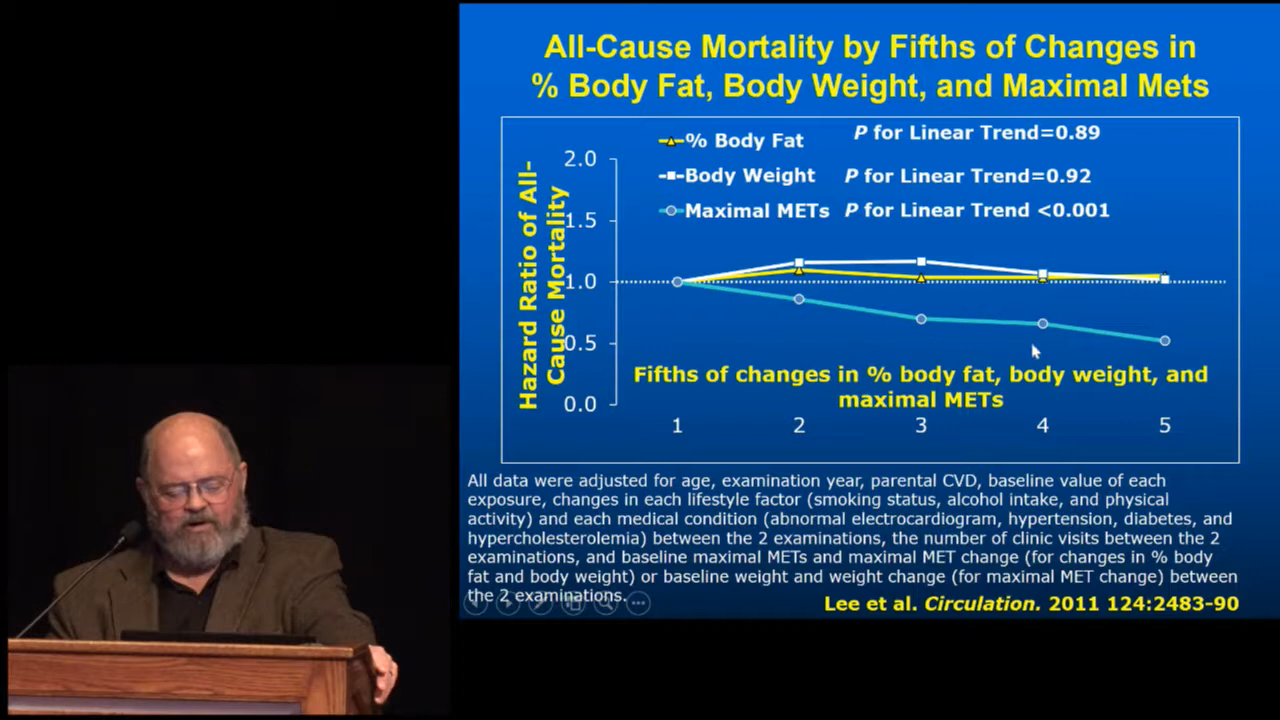 All-Cause Mortality by Fifths of Changes in
% Body Fat, Body Weight, and Maximal Mets
% Body Fat P for Linear Trend=0.89
Body Weight P for Linear Trend=0.92
Maximal METs P for Linear Trend <0.001
Hazard Ratio of All-
Cause Mortality
2.0
1.5
1.0
0.5
0.0
Fifths of changes in % body fat, body weight, and
maximal METs
1 2 3 4 5
All data were adjusted for age, examination year, parental CVD, baseline value of each
exposure, changes in each lifestyle factor (smoking status, alcohol intake, and physical
activity) and each medical condition (abnormal electrocardiogram, hypertension, diabetes, and
hypercholesterolemia) between the 2 examinations, the number of clinic visits between the 2
examinations, and baseline maximal METs and maximal MET change (for changes in % body
fat and body weight) or baseline weight and weight change (for maximal MET change) between
the 2 examinations.
Lee et al. Circulation. 2011 124:2483-90